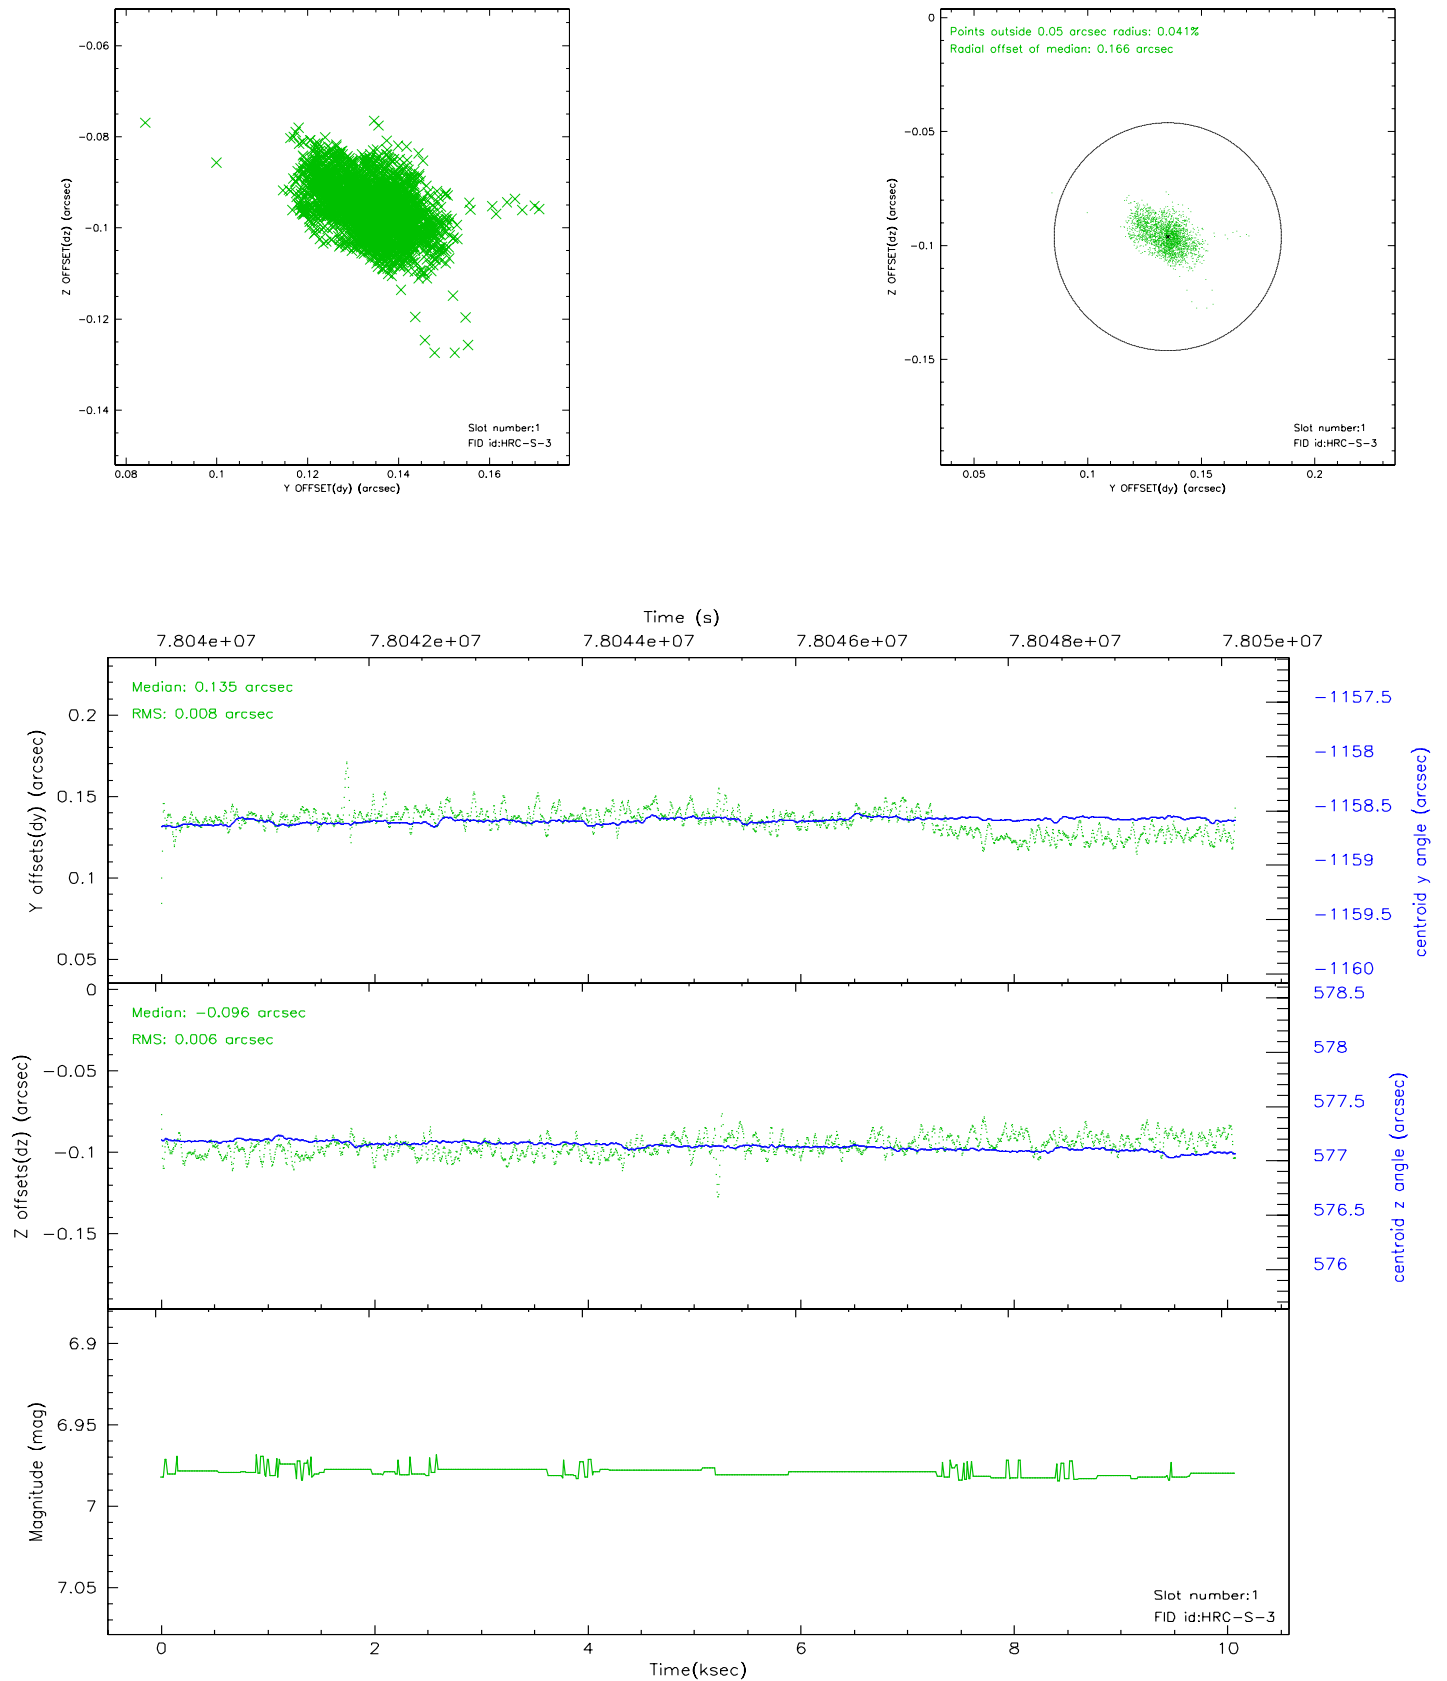 -0.06
-0.08
-0.1
-0.12
-0.14
Z OFFSET(dz) (arcsec)
Slot number:1
FID id:HRC-S-3
0.08 0.1 0.12 0.14 0.16
Y OFFSET(dy) (arcsec)
Points outside 0.05 arcsec radius: 0.041%
Radial offset of median: 0.166 arcsec
0
-0.05
-0.1
-0.15
Z OFFSET(dz) (arcsec)
Slot number:1
FID id:HRC-S-3
0.05 0.1 0.15 0.2
Y OFFSET(dy) (arcsec)
Time (s)
7.804e+07 7.8042e+07 7.8044e+07 7.8046e+07 7.8048e+07 7.805e+07
Median: 0.135 arcsec
RMS: 0.008 arcsec
0.2
0.15
0.1
0.05
Y offsets(dy) (arcsec)
-1157.5
-1158
-1158.5
-1159
-1159.5
-1160
centroid y angle (arcsec)
Median: -0.096 arcsec
RMS: 0.006 arcsec
0
-0.05
-0.1
-0.15
Z offsets(dz) (arcsec)
578.5
578
577.5
577
576.5
576
centroid z angle (arcsec)
6.9
6.95
7
7.05
Magnitude (mag)
Slot number:1
FID id:HRC-S-3
0 2 4 6 8 10
Time(ksec)